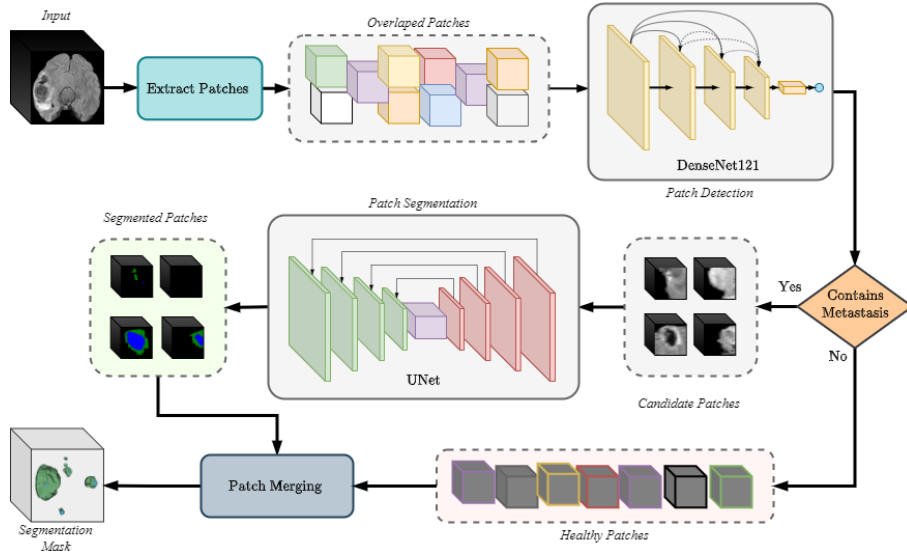 Input
Overlaped Patches
Extract Patches
DenseNet121
Patch Detection
Segmented Patches
Patch Segmentation
Yes
Contains
Metastasis
No
UNet
Candidate Patches
Patch Merging
Segmentation
Mask
Healthy Patches